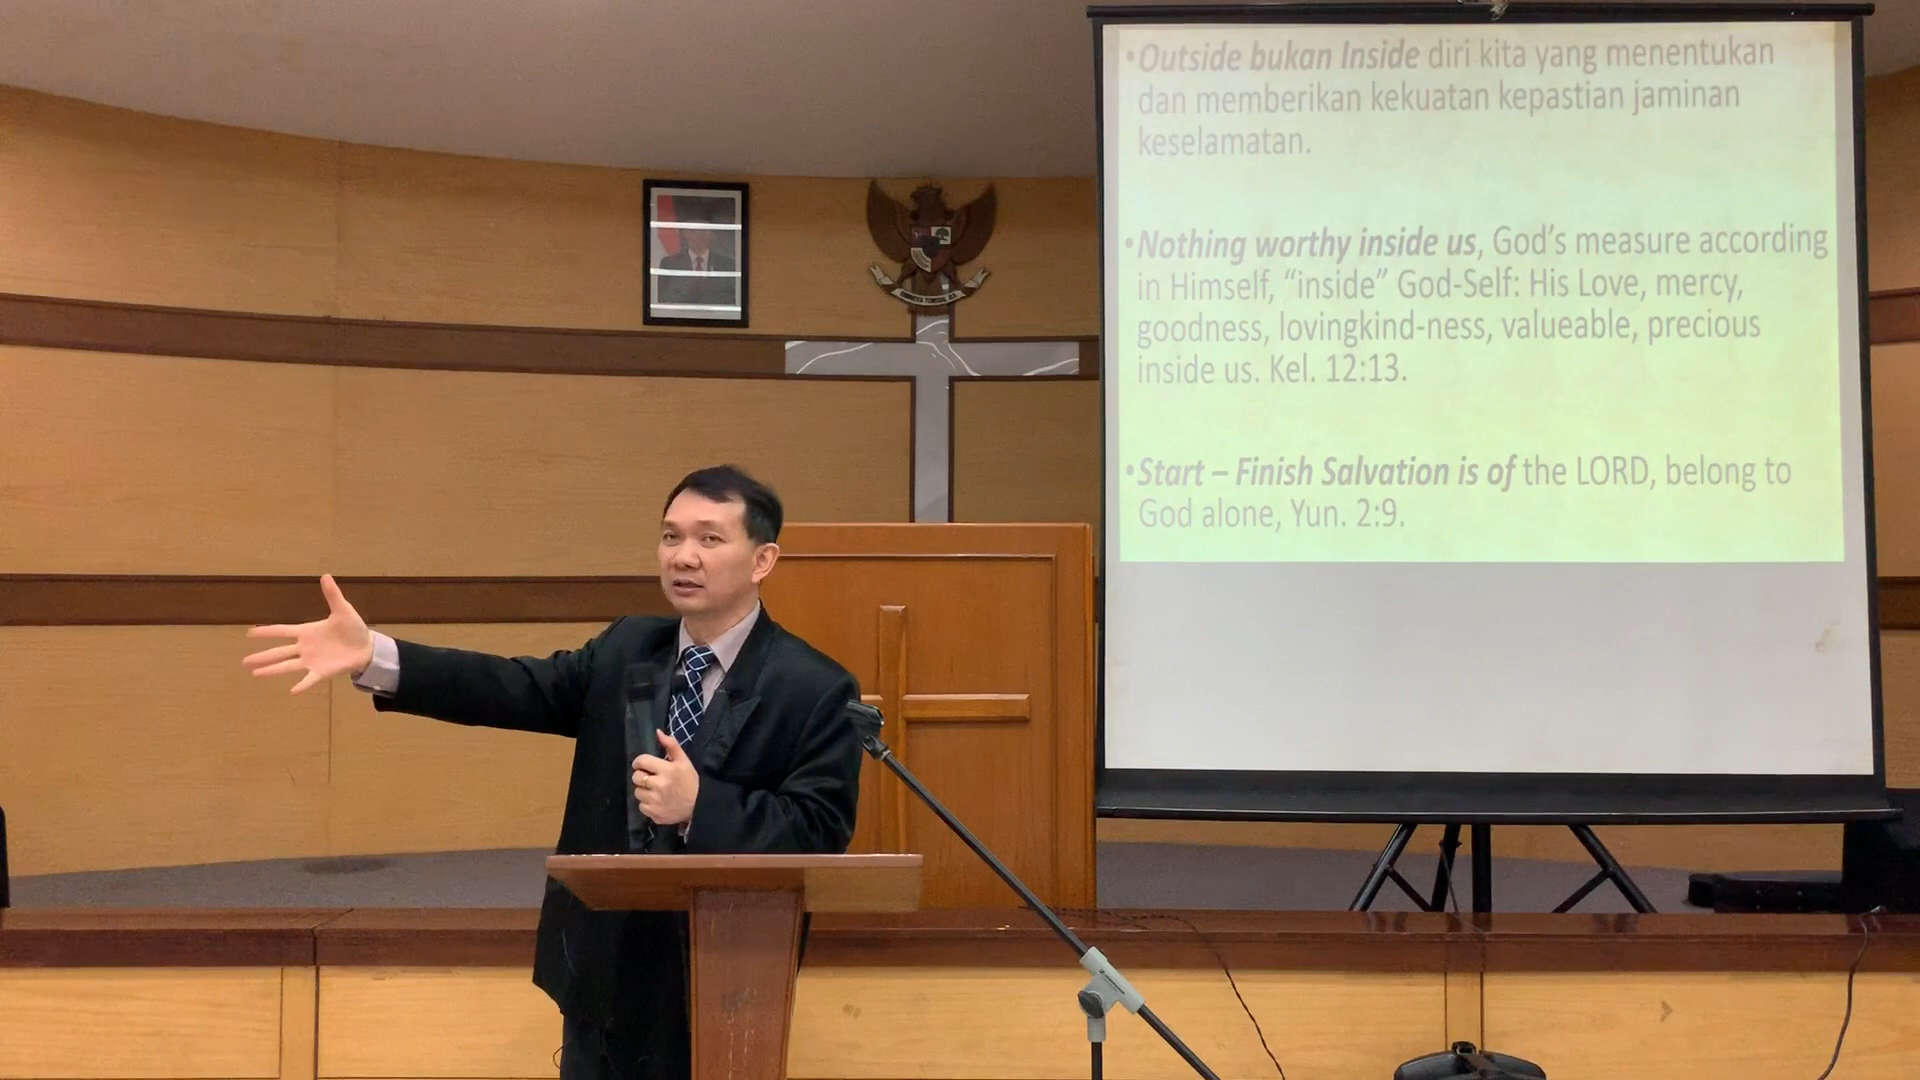 •Outside bukan Inside diri kita yang menentukan
dan memberikan kekuatan kepastian jaminan
keselamatan.
•Nothing worthy inside us, God's measure according
in Himself, "inside" God-Self: His Love, mercy,
goodness, lovingkind-ness, valueable, precious
inside us. Kel. 12:13.
•Start – Finish Salvation is of the LORD, belong to
God alone, Yun. 2:9.